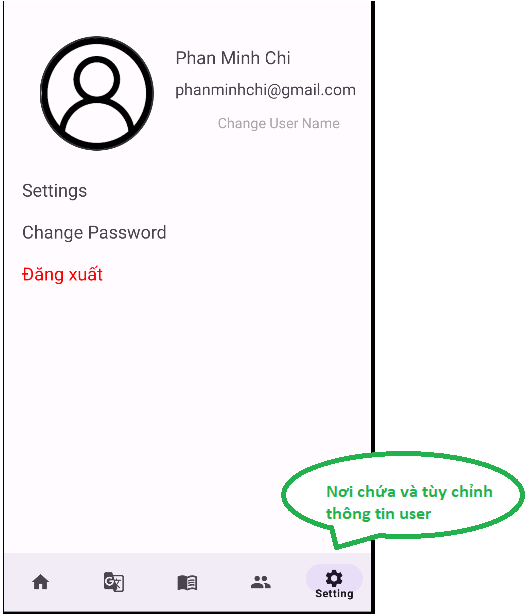 Phan Minh Chi
phanminhchi@gmail.com
Change User Name
Settings
Change Password
Đăng xuất
Nơi chứa và tùy chỉnh
thông tin user
Setting